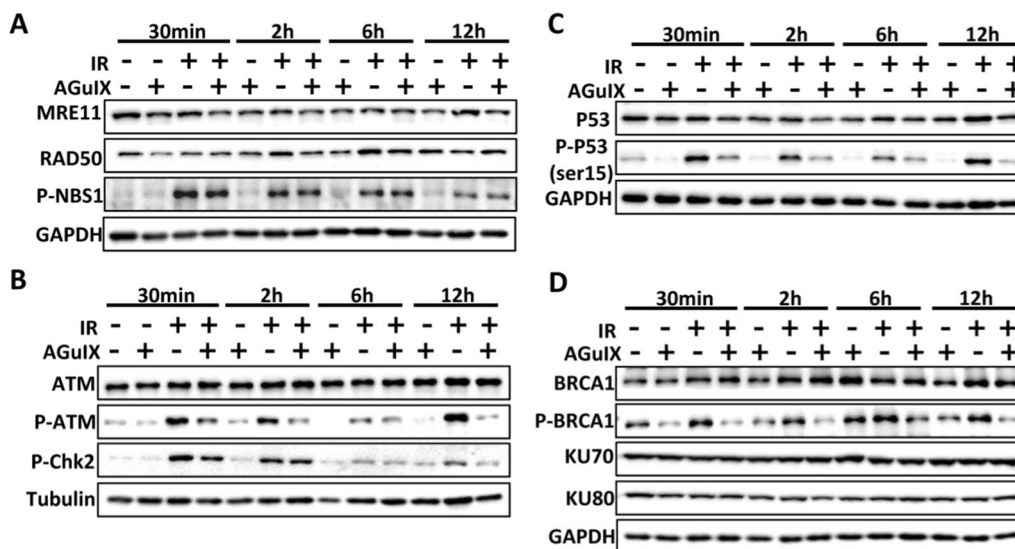 A
30min 2h 6h 12h
IR - - + + - + + - + + - + +
AGuIX - + - + + - + + - + + - +
MRE11
RAD50
P-NBS1
GAPDH
B
30min 2h 6h 12h
IR - - + + - + + - + + - + +
AGuIX - + - + + - + + - + + - +
ATM
P-ATM
P-Chk2
Tubulin
C
30min 2h 6h 12h
IR - - + + - + + - + + - + +
AGuIX - + - + + - + + - + + - +
P53
P-P53
(ser15)
GAPDH
D
30min 2h 6h 12h
IR - - + + - + + - + + - + +
AGuIX - + - + + - + + - + + - +
BRCA1
P-BRCA1
KU70
KU80
GAPDH